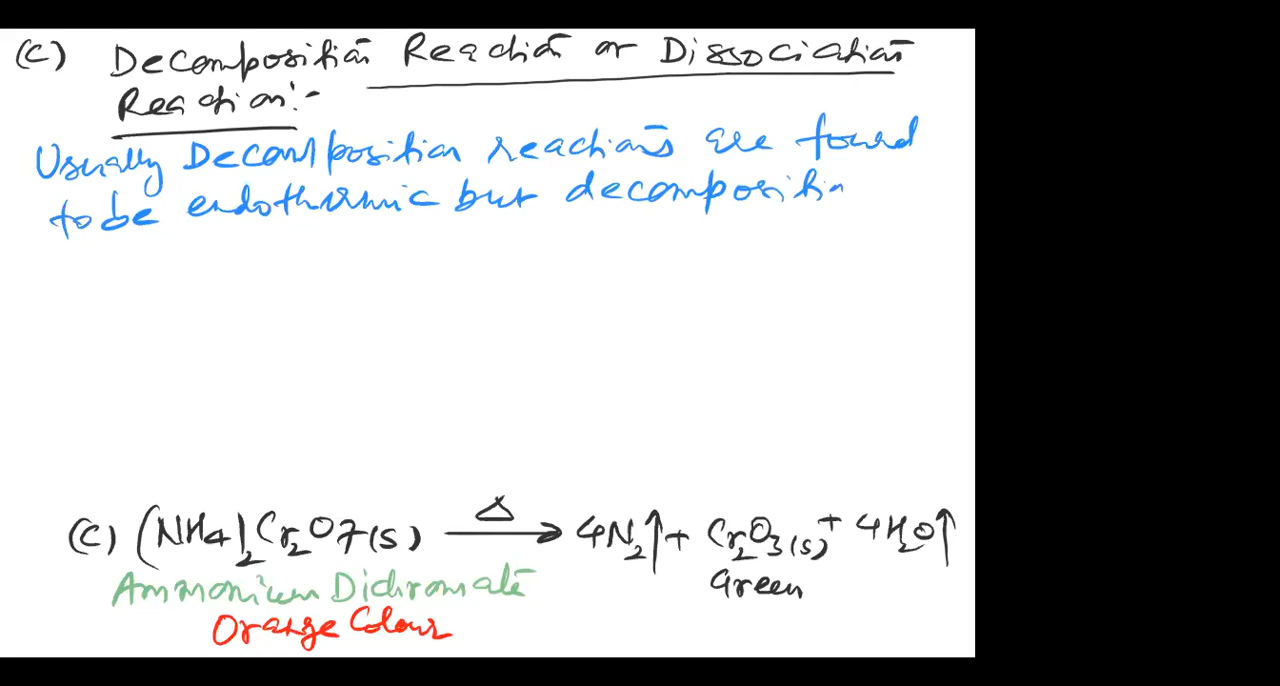 (C) Decomposition Reaction or Dissociation
Reaction:-
Usually Decomposition reactions are found
to be endothermic but decompositi
(C) (NH4)2Cr2O7(s) —Δ→ 4N2↑ + Cr2O3(s) + 4H2O↑
Ammonium Dichromate Green
Orange Colour